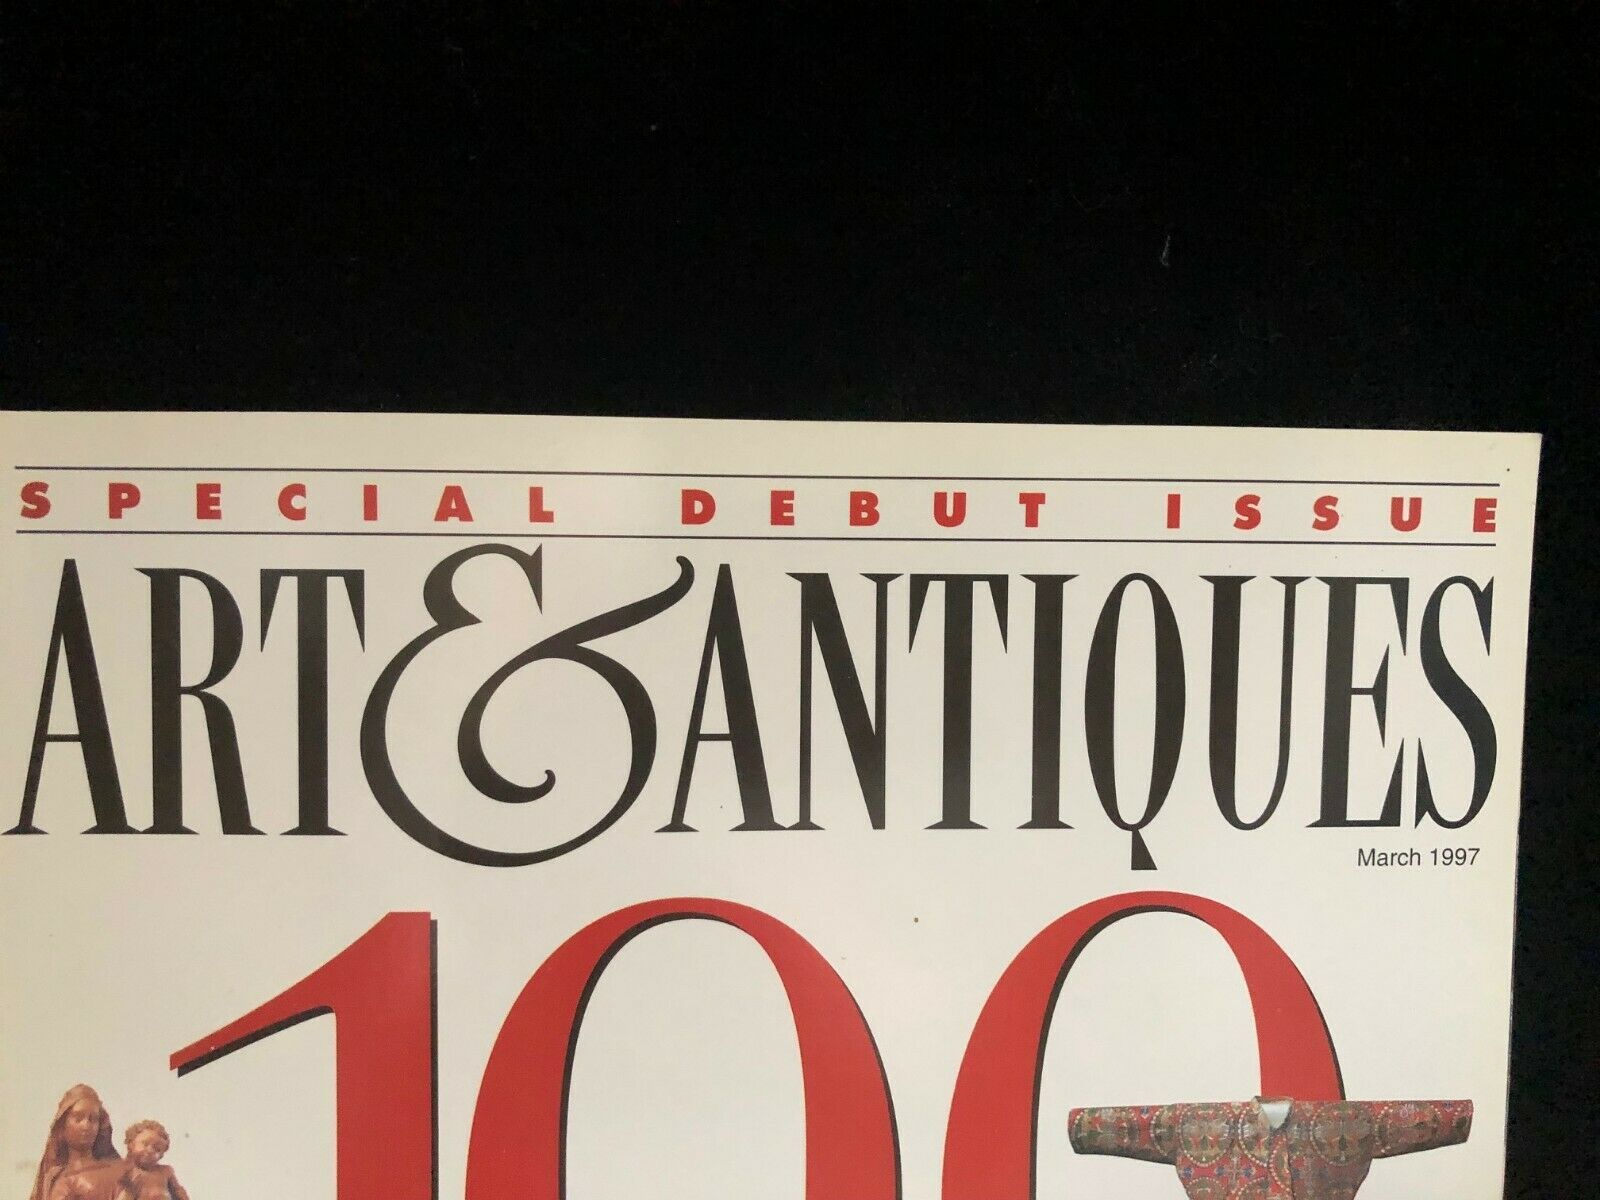 SPECIAL DEBUT ISSUE
ART & ANTIQUES
March 1997
100